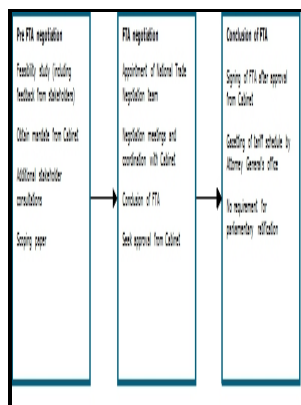 Pre FTA negotiation
Feasibility study (including
feedback from stakeholders)
Obtain mandate from Cabinet
Additional stakeholder
consultations
Scoping paper
FTA negotiation
Appointment of National Trade
Negotiation team
Negotiation meetings and
coordination with Cabinet
Conclusion of FTA
Seek approval from Cabinet
Conclusion of FTA
Signing of FTA after approval
from Cabinet
Gazetting of tariff schedule by
Attorney General's office
No requirement for
parliamentary ratification